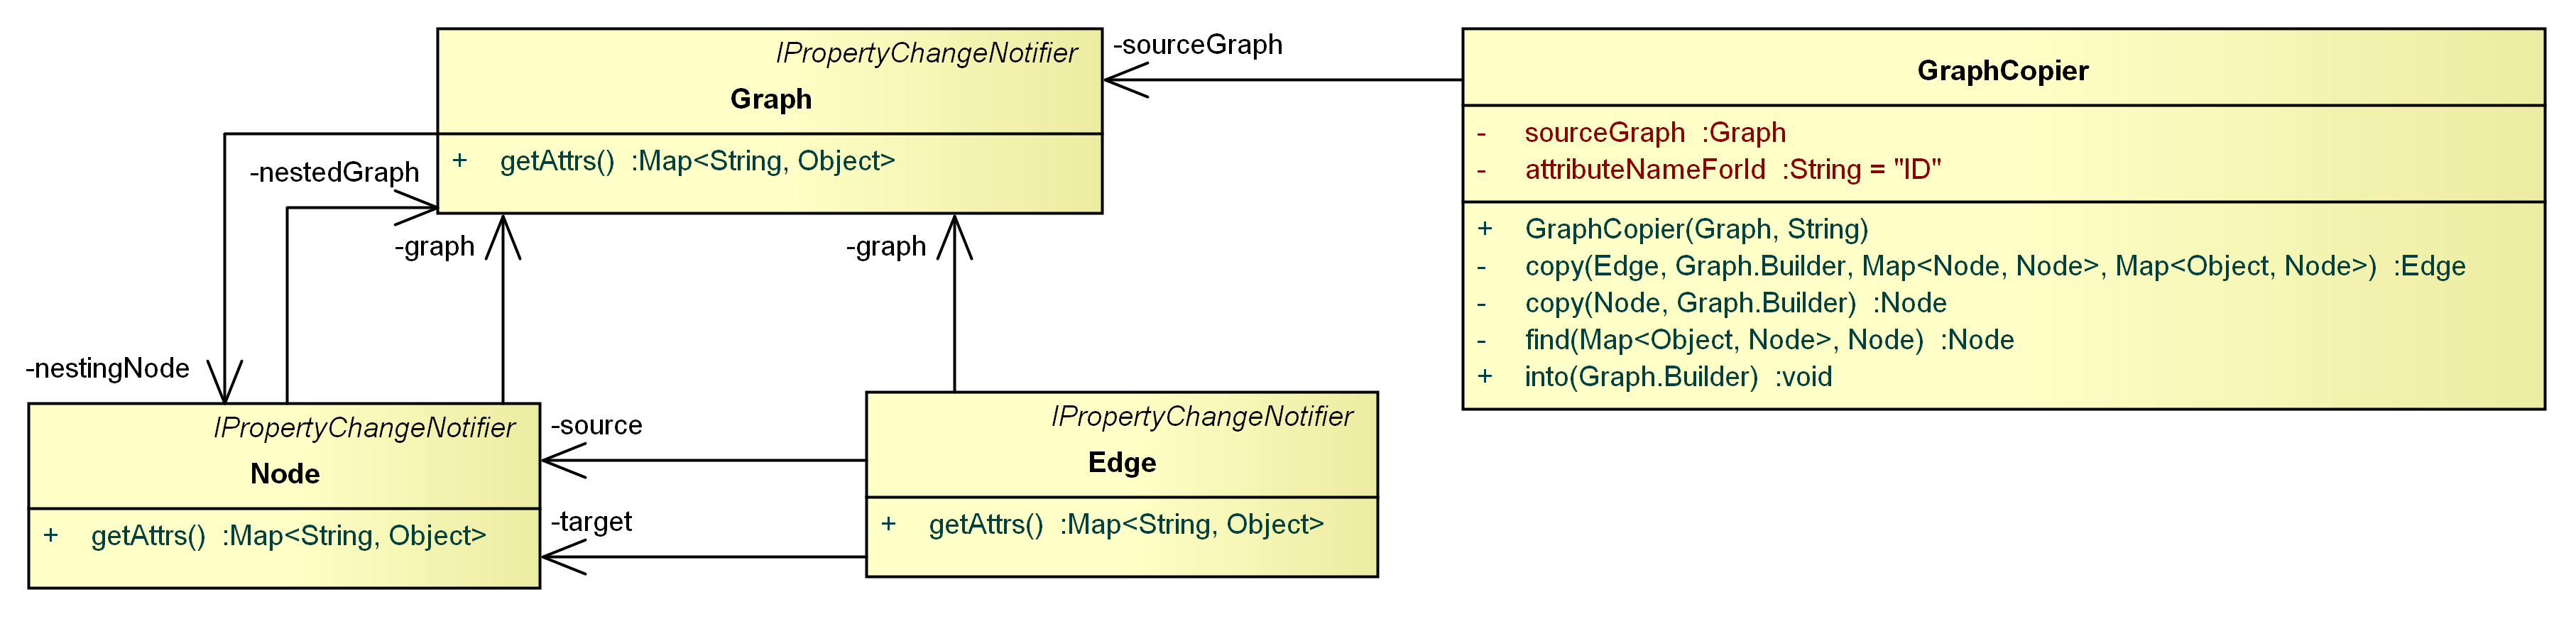 IPropertyChangeNotifier
Graph
+ getAttrs() :Map<String, Object>
-sourceGraph
GraphCopier
- sourceGraph :Graph
- attributeNameForId :String = "ID"
+ GraphCopier(Graph, String)
- copy(Edge, Graph.Builder, Map<Node, Node>, Map<Object, Node>) :Edge
- copy(Node, Graph.Builder) :Node
- find(Map<Object, Node>, Node) :Node
+ into(Graph.Builder) :void
-nestedGraph
-graph
-graph
-nestingNode
IPropertyChangeNotifier
Node
+ getAttrs() :Map<String, Object>
-source
-target
IPropertyChangeNotifier
Edge
+ getAttrs() :Map<String, Object>